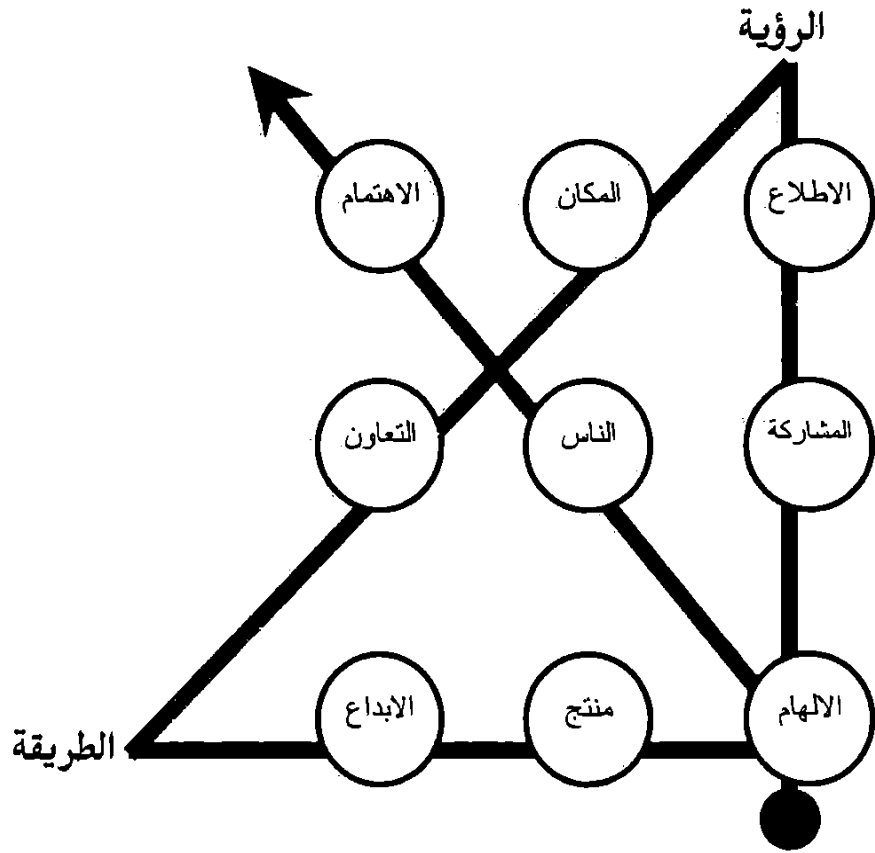 الرؤية
الاطلاع
المكان
الاهتمام
المشاركة
الناس
التعاون
الالهام
منتج
الابداع
الطريقة